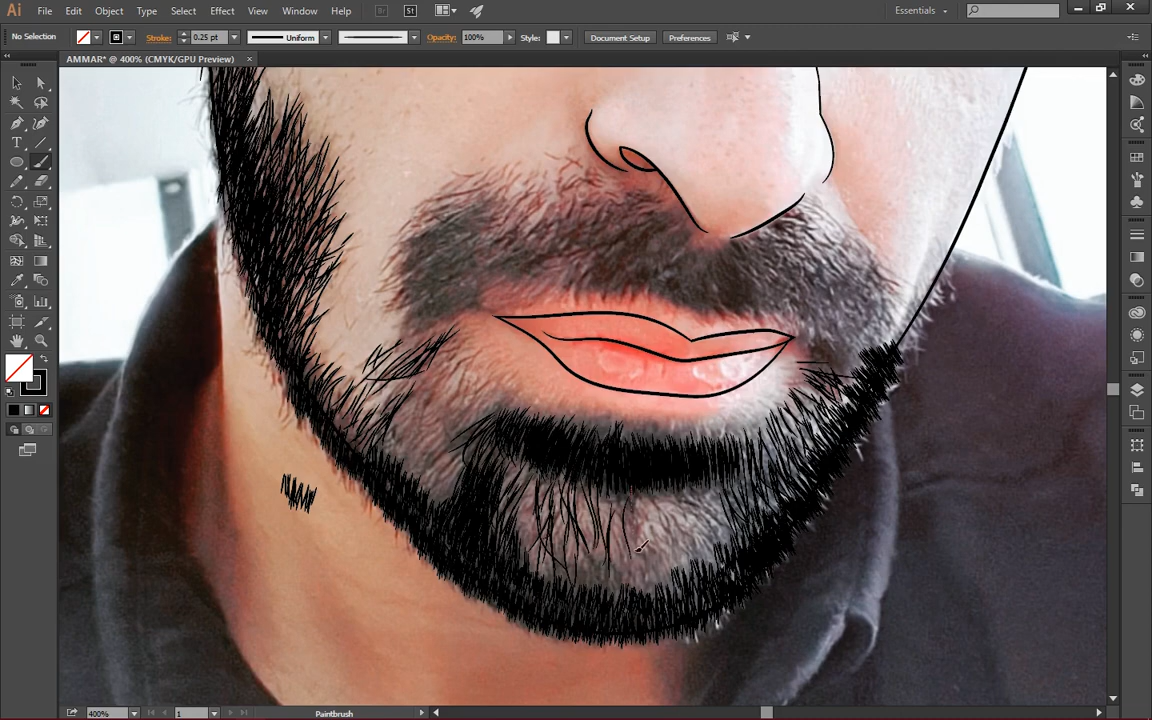 Ai File Edit Object Type Select Effect View Window Help Br St Essentials
No Selection Stroke: 0.25 pt Uniform Opacity: 100% Style: Document Setup Preferences
AMMAR* @ 400% (CMYK/GPU Preview) ×
T
400% 1 Paintbrush